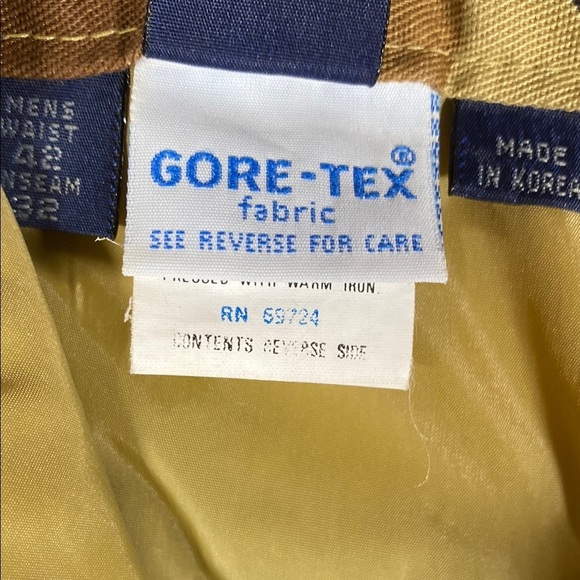 MENS
WAIST
42
INSEAM
32
GORE-TEX®
fabric
SEE REVERSE FOR CARE
PRESSED WITH WARM IRON.
RN 69724
CONTENTS REVERSE SIDE
MADE
IN KOREA